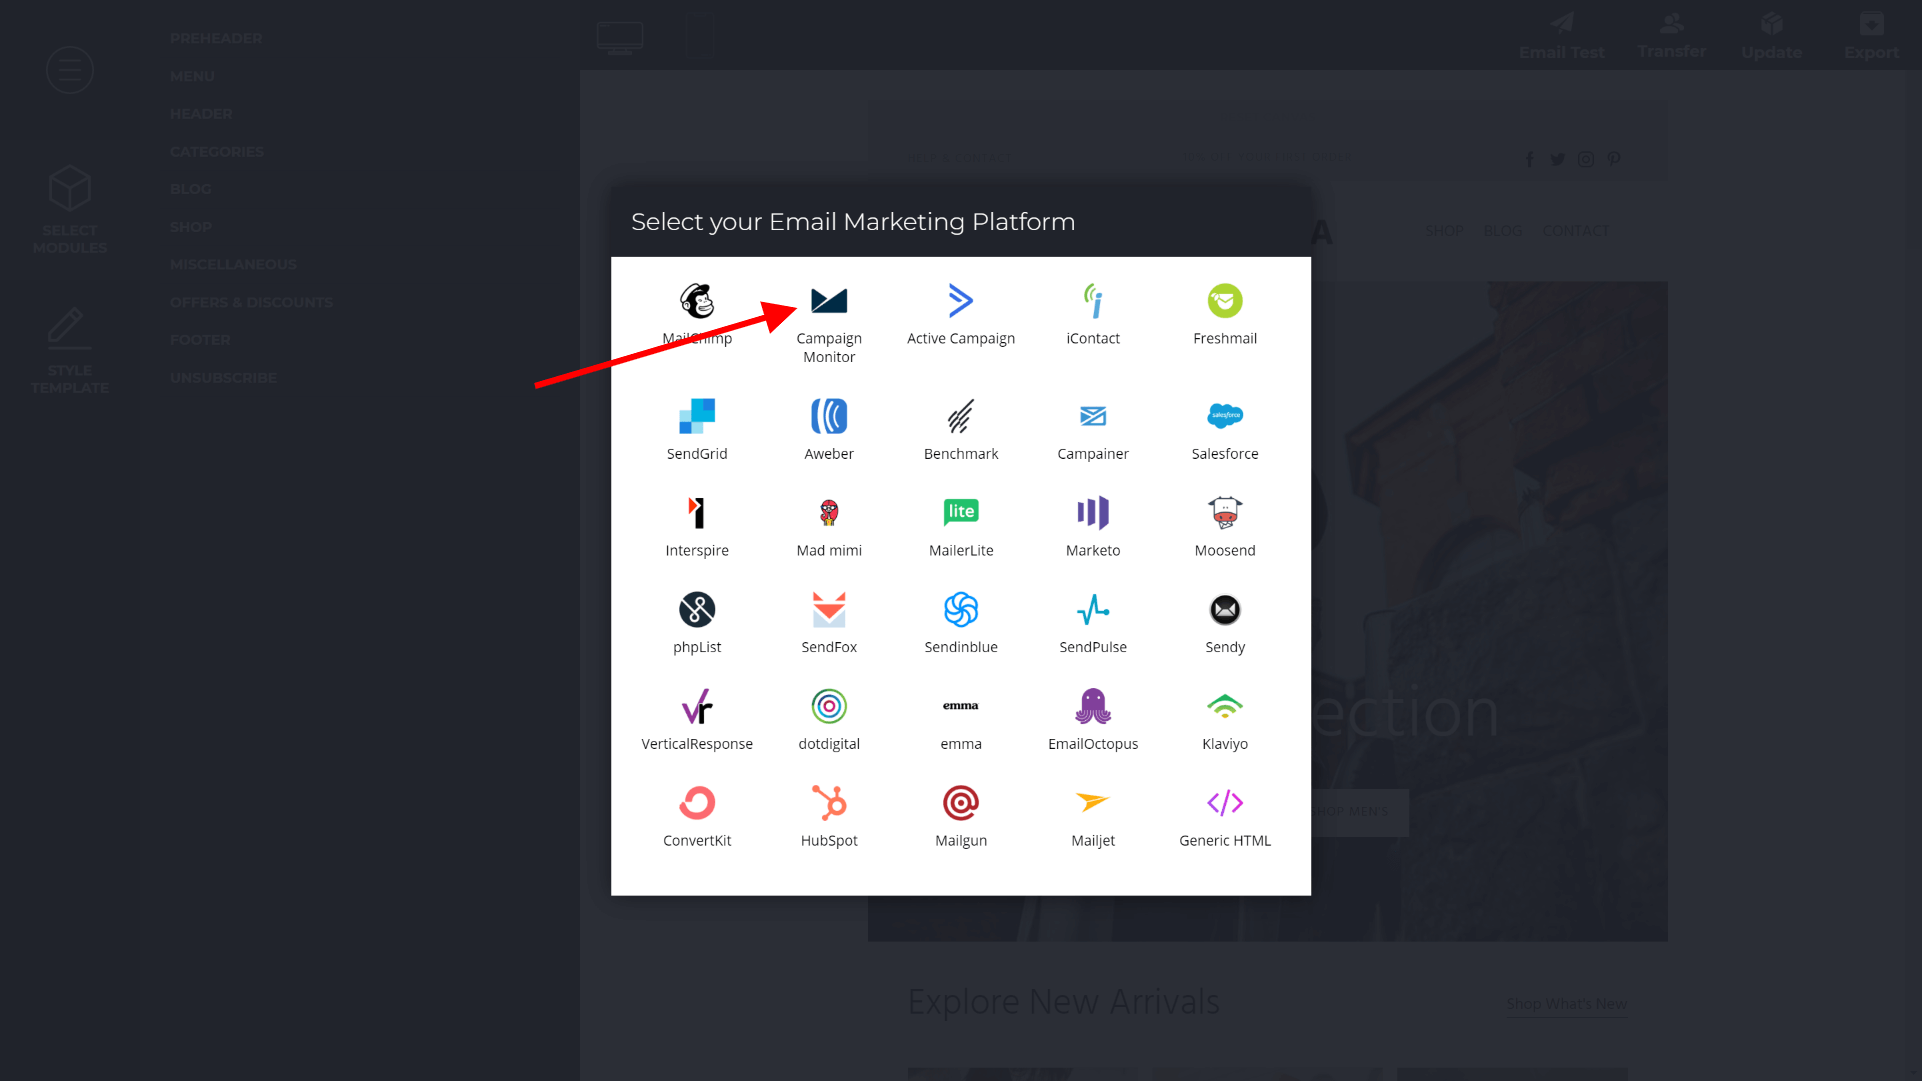 PREHEADER
MENU
HEADER
CATEGORIES
BLOG
SHOP
MISCELLANEOUS
OFFERS & DISCOUNTS
FOOTER
UNSUBSCRIBE
SELECT
MODULES
STYLE
TEMPLATE
Email Test
Transfer
Update
Export
SHOP
BLOG
CONTACT
Select your Email Marketing Platform
MailChimp
Campaign
Monitor
Active Campaign
iContact
Freshmail
SendGrid
Aweber
Benchmark
Campainer
salesforce
Salesforce
Interspire
Mad mimi
lite
MailerLite
Marketo
Moosend
phpList
SendFox
Sendinblue
SendPulse
Sendy
VerticalResponse
dotdigital
emma
emma
EmailOctopus
Klaviyo
ConvertKit
HubSpot
Mailgun
Mailjet
Generic HTML
ection
SHOP MEN'S
Explore New Arrivals
Shop What's New